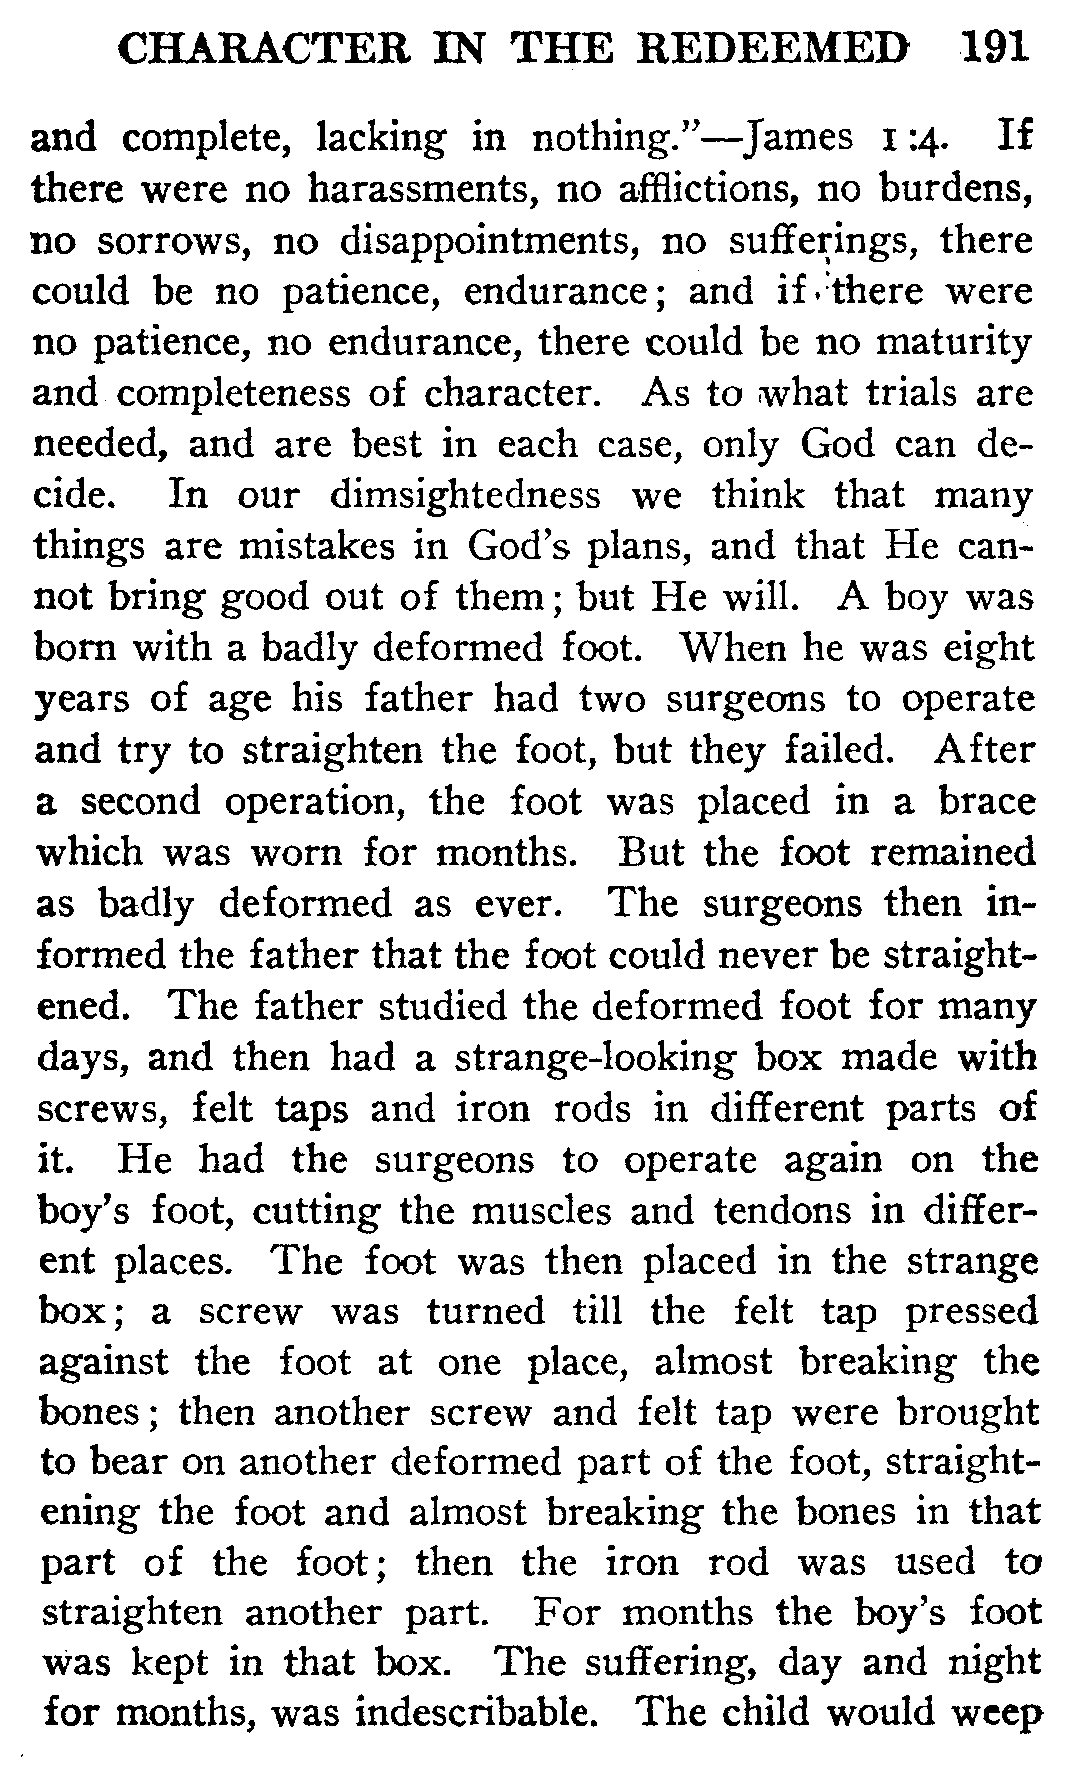 CHARACTER IN THE REDEEMED 191
and complete, lacking in nothing."—James 1:4. If
there were no harassments, no afflictions, no burdens,
no sorrows, no disappointments, no sufferings, there
could be no patience, endurance; and if there were
no patience, no endurance, there could be no maturity
and completeness of character. As to what trials are
needed, and are best in each case, only God can de-
cide. In our dimsightedness we think that many
things are mistakes in God's plans, and that He can-
not bring good out of them; but He will. A boy was
born with a badly deformed foot. When he was eight
years of age his father had two surgeons to operate
and try to straighten the foot, but they failed. After
a second operation, the foot was placed in a brace
which was worn for months. But the foot remained
as badly deformed as ever. The surgeons then in-
formed the father that the foot could never be straight-
ened. The father studied the deformed foot for many
days, and then had a strange-looking box made with
screws, felt taps and iron rods in different parts of
it. He had the surgeons to operate again on the
boy's foot, cutting the muscles and tendons in differ-
ent places. The foot was then placed in the strange
box; a screw was turned till the felt tap pressed
against the foot at one place, almost breaking the
bones; then another screw and felt tap were brought
to bear on another deformed part of the foot, straight-
ening the foot and almost breaking the bones in that
part of the foot; then the iron rod was used to
straighten another part. For months the boy's foot
was kept in that box. The suffering, day and night
for months, was indescribable. The child would weep